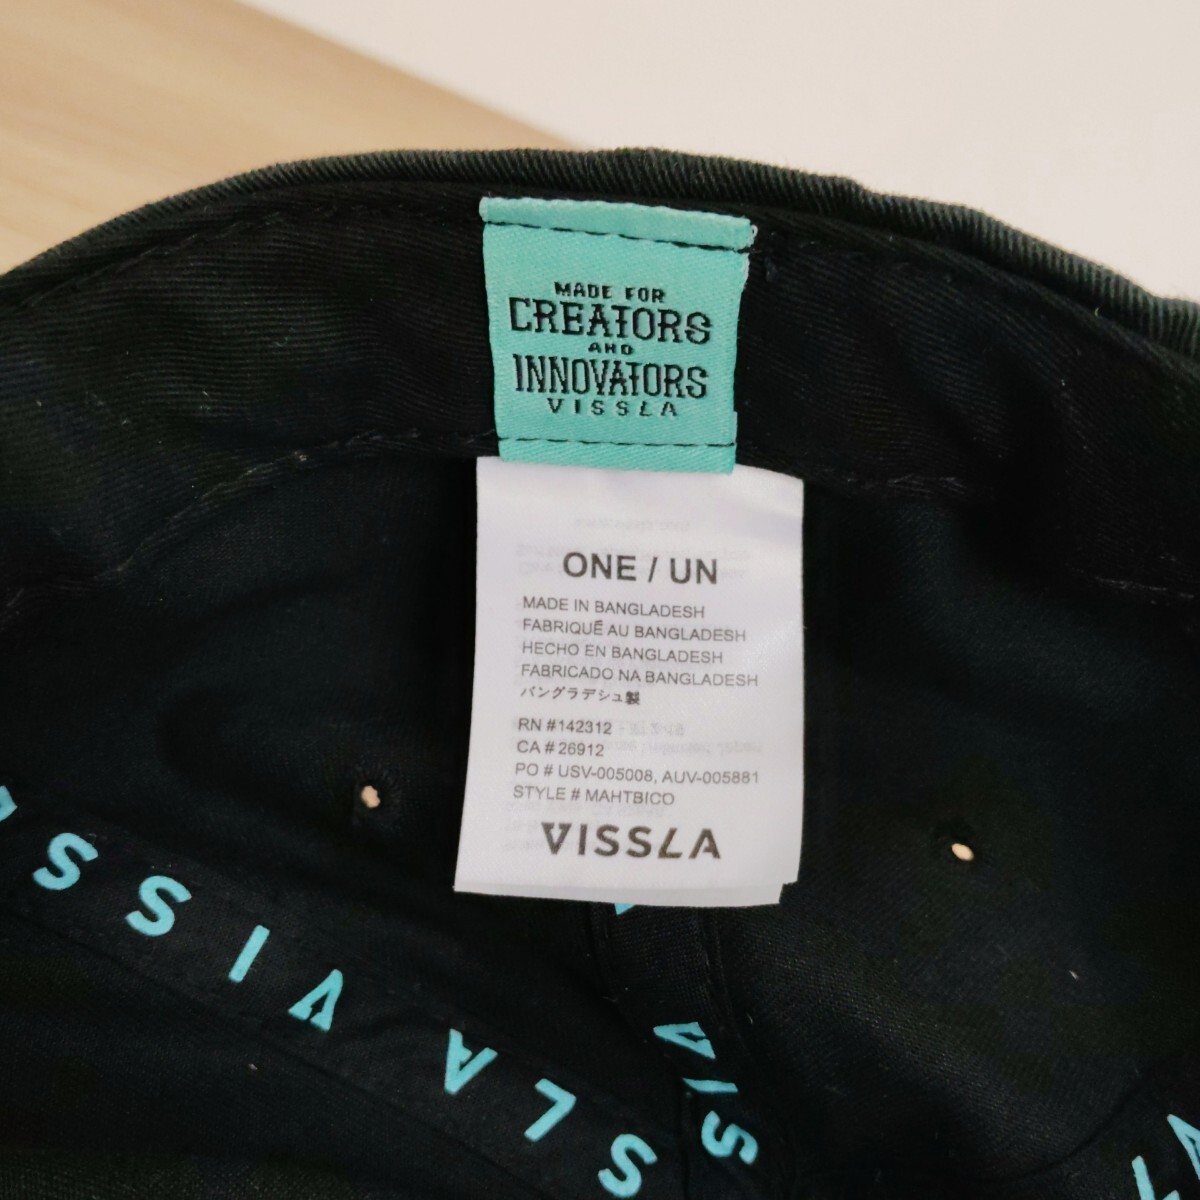 MADE FOR
CREATORS
AND
INNOVATORS
VISSLA
ONE / UN
MADE IN BANGLADESH
FABRIQUÉ AU BANGLADESH
HECHO EN BANGLADESH
FABRICADO NA BANGLADESH
バングラデシュ製
RN #142312
CA # 26912
PO # USV-005008, AUV-005881
STYLE # MAHTBICO
VISSLA
S S I V
A L S
V I S